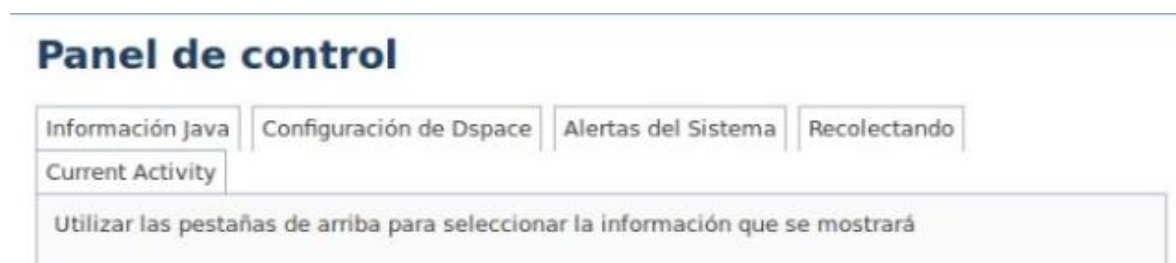 Panel de control
Información Java Configuración de Dspace Alertas del Sistema Recolectando
Current Activity
Utilizar las pestañas de arriba para seleccionar la información que se mostrará